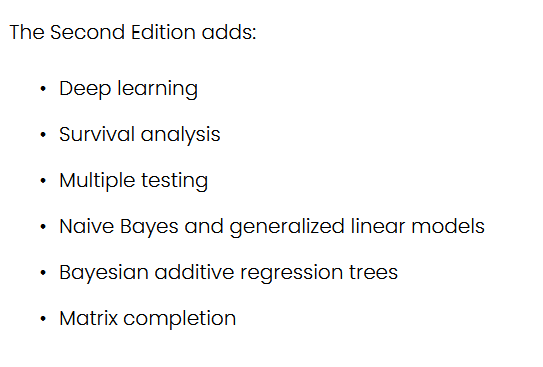 The Second Edition adds:
• Deep learning
• Survival analysis
• Multiple testing
• Naive Bayes and generalized linear models
• Bayesian additive regression trees
• Matrix completion